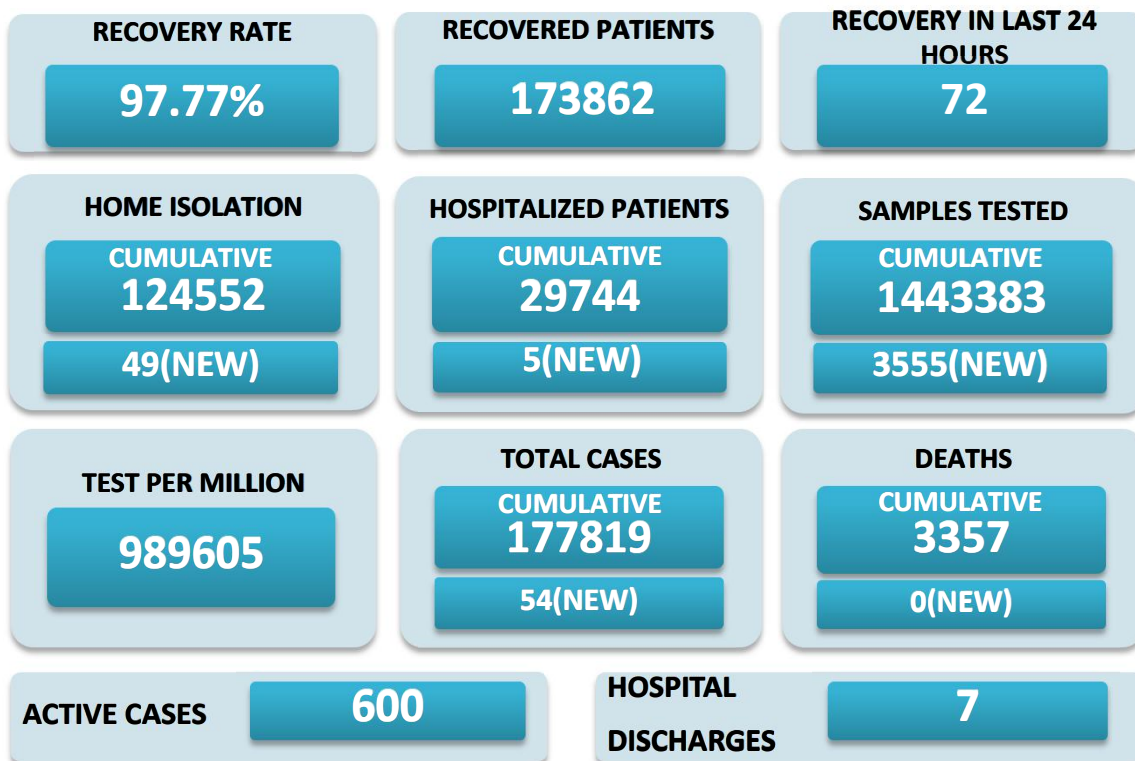 RECOVERY RATE
97.77%
RECOVERED PATIENTS
173862
RECOVERY IN LAST 24
HOURS
72
HOME ISOLATION
CUMULATIVE
124552
49(NEW)
HOSPITALIZED PATIENTS
CUMULATIVE
29744
5(NEW)
SAMPLES TESTED
CUMULATIVE
1443383
3555(NEW)
TEST PER MILLION
989605
TOTAL CASES
CUMULATIVE
177819
54(NEW)
DEATHS
CUMULATIVE
3357
0(NEW)
ACTIVE CASES
600
HOSPITAL
DISCHARGES
7